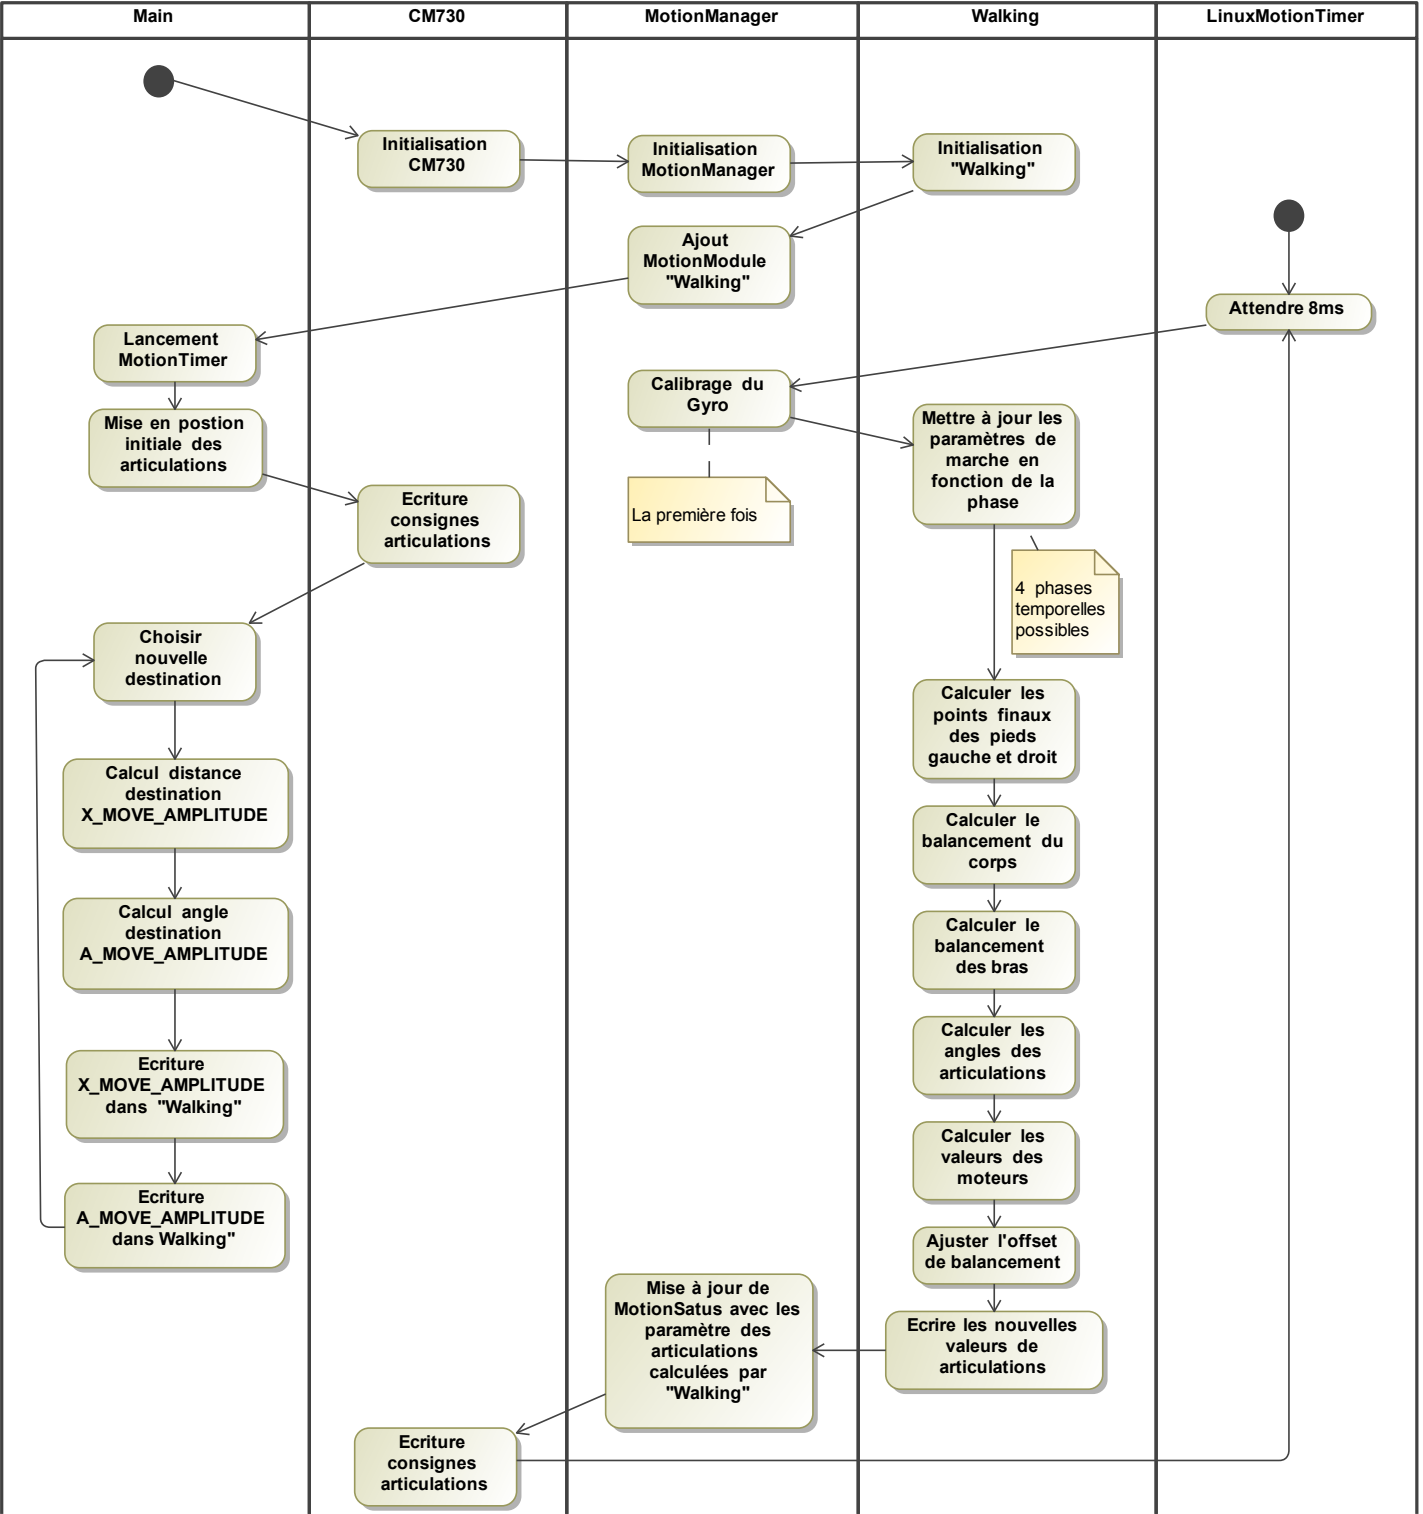 Main
CM730
MotionManager
Walking
LinuxMotionTimer
Initialisation
CM730
Initialisation
MotionManager
Initialisation
"Walking"
Ajout
MotionModule
"Walking"
Attendre 8ms
Lancement
MotionTimer
Calibrage du
Gyro
La première fois
Mise en postion
initiale des
articulations
Ecriture
consignes
articulations
Mettre à jour les
paramètres de
marche en
fonction de la
phase
4 phases
temporelles
possibles
Choisir
nouvelle
destination
Calcul distance
destination
X_MOVE_AMPLITUDE
Calcul angle
destination
A_MOVE_AMPLITUDE
Ecriture
X_MOVE_AMPLITUDE
dans "Walking"
Ecriture
A_MOVE_AMPLITUDE
dans Walking"
Calculer les
points finaux
des pieds
gauche et droit
Calculer le
balancement du
corps
Calculer le
balancement
des bras
Calculer les
angles des
articulations
Calculer les
valeurs des
moteurs
Ajuster l'offset
de balancement
Ecrire les nouvelles
valeurs de
articulations
Mise à jour de
MotionSatus avec les
paramètre des
articulations
calculées par
"Walking"
Ecriture
consignes
articulations